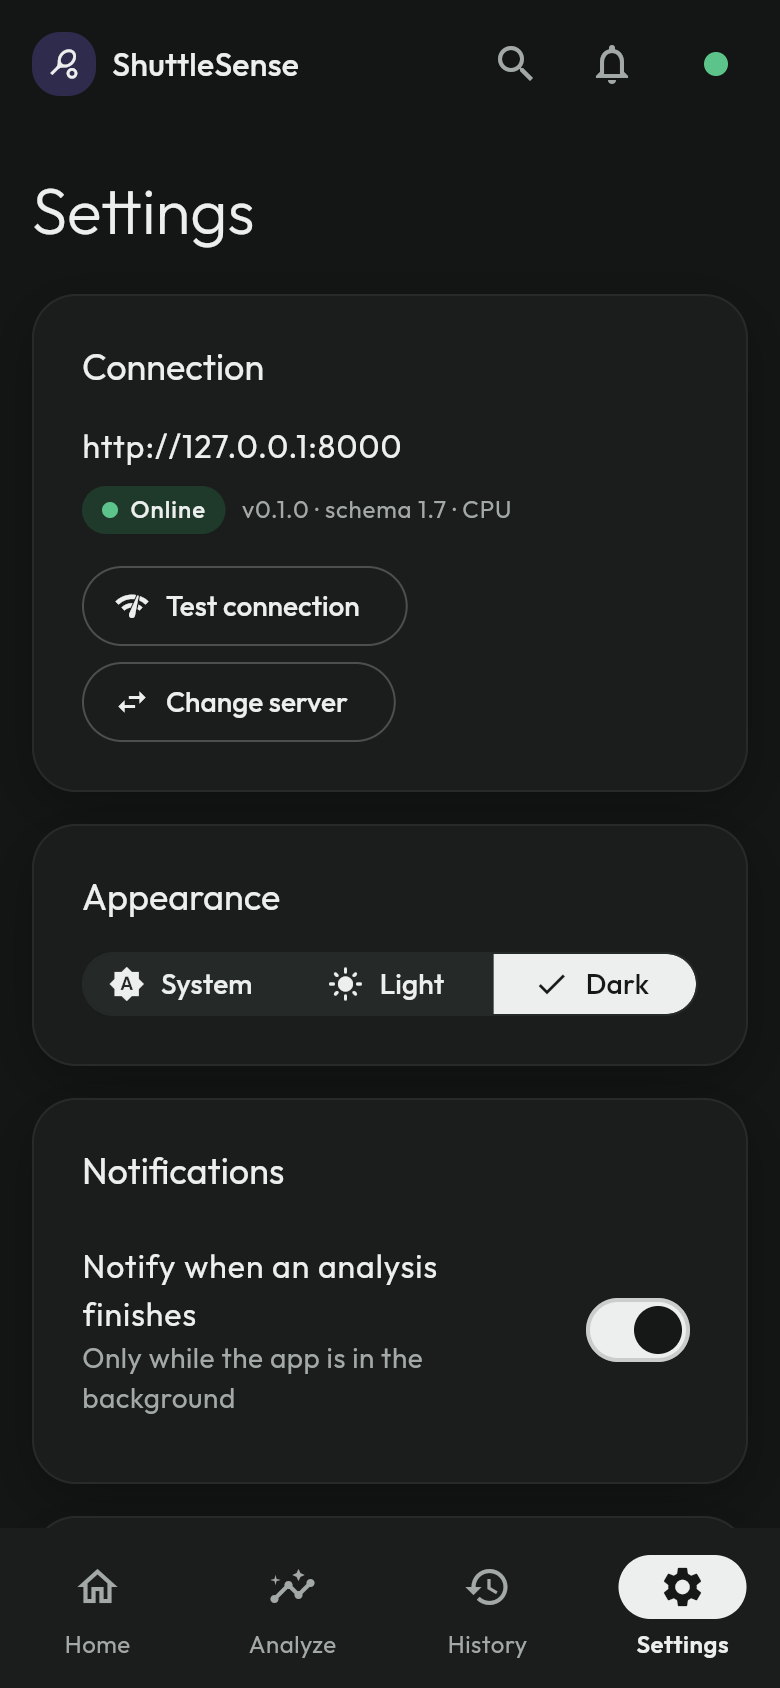 ShuttleSense
Settings
Connection
http://127.0.0.1:8000
Online
v0.1.0 · schema 1.7 · CPU
Test connection
Change server
Appearance
A System
Light
Dark
Notifications
Notify when an analysis
finishes
Only while the app is in the
background
Home
Analyze
History
Settings